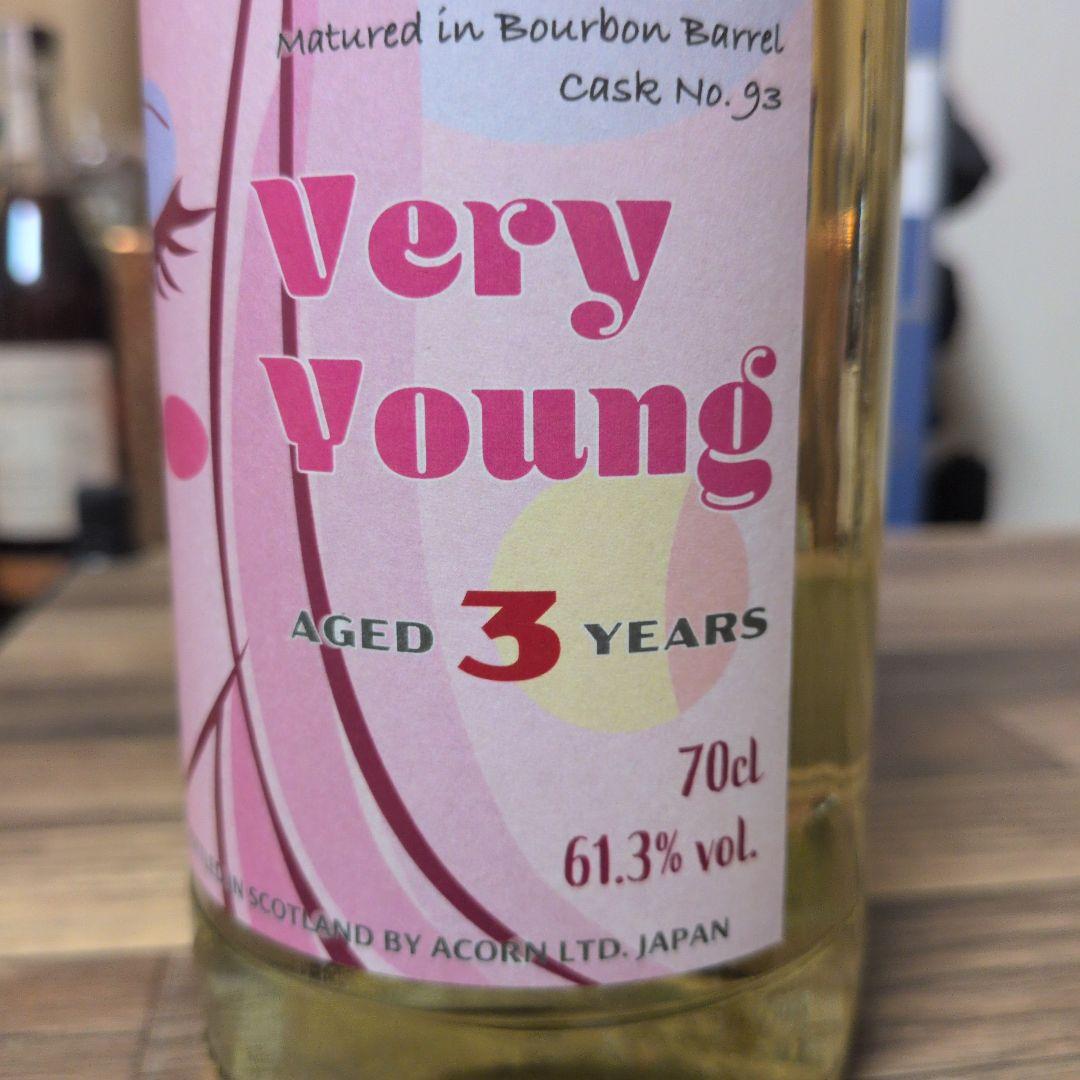 Matured in Bourbon Barrel
Cask No. 93
Very
Young
AGED 3 YEARS
70cl
61.3% vol.
IN SCOTLAND BY ACORN LTD. JAPAN